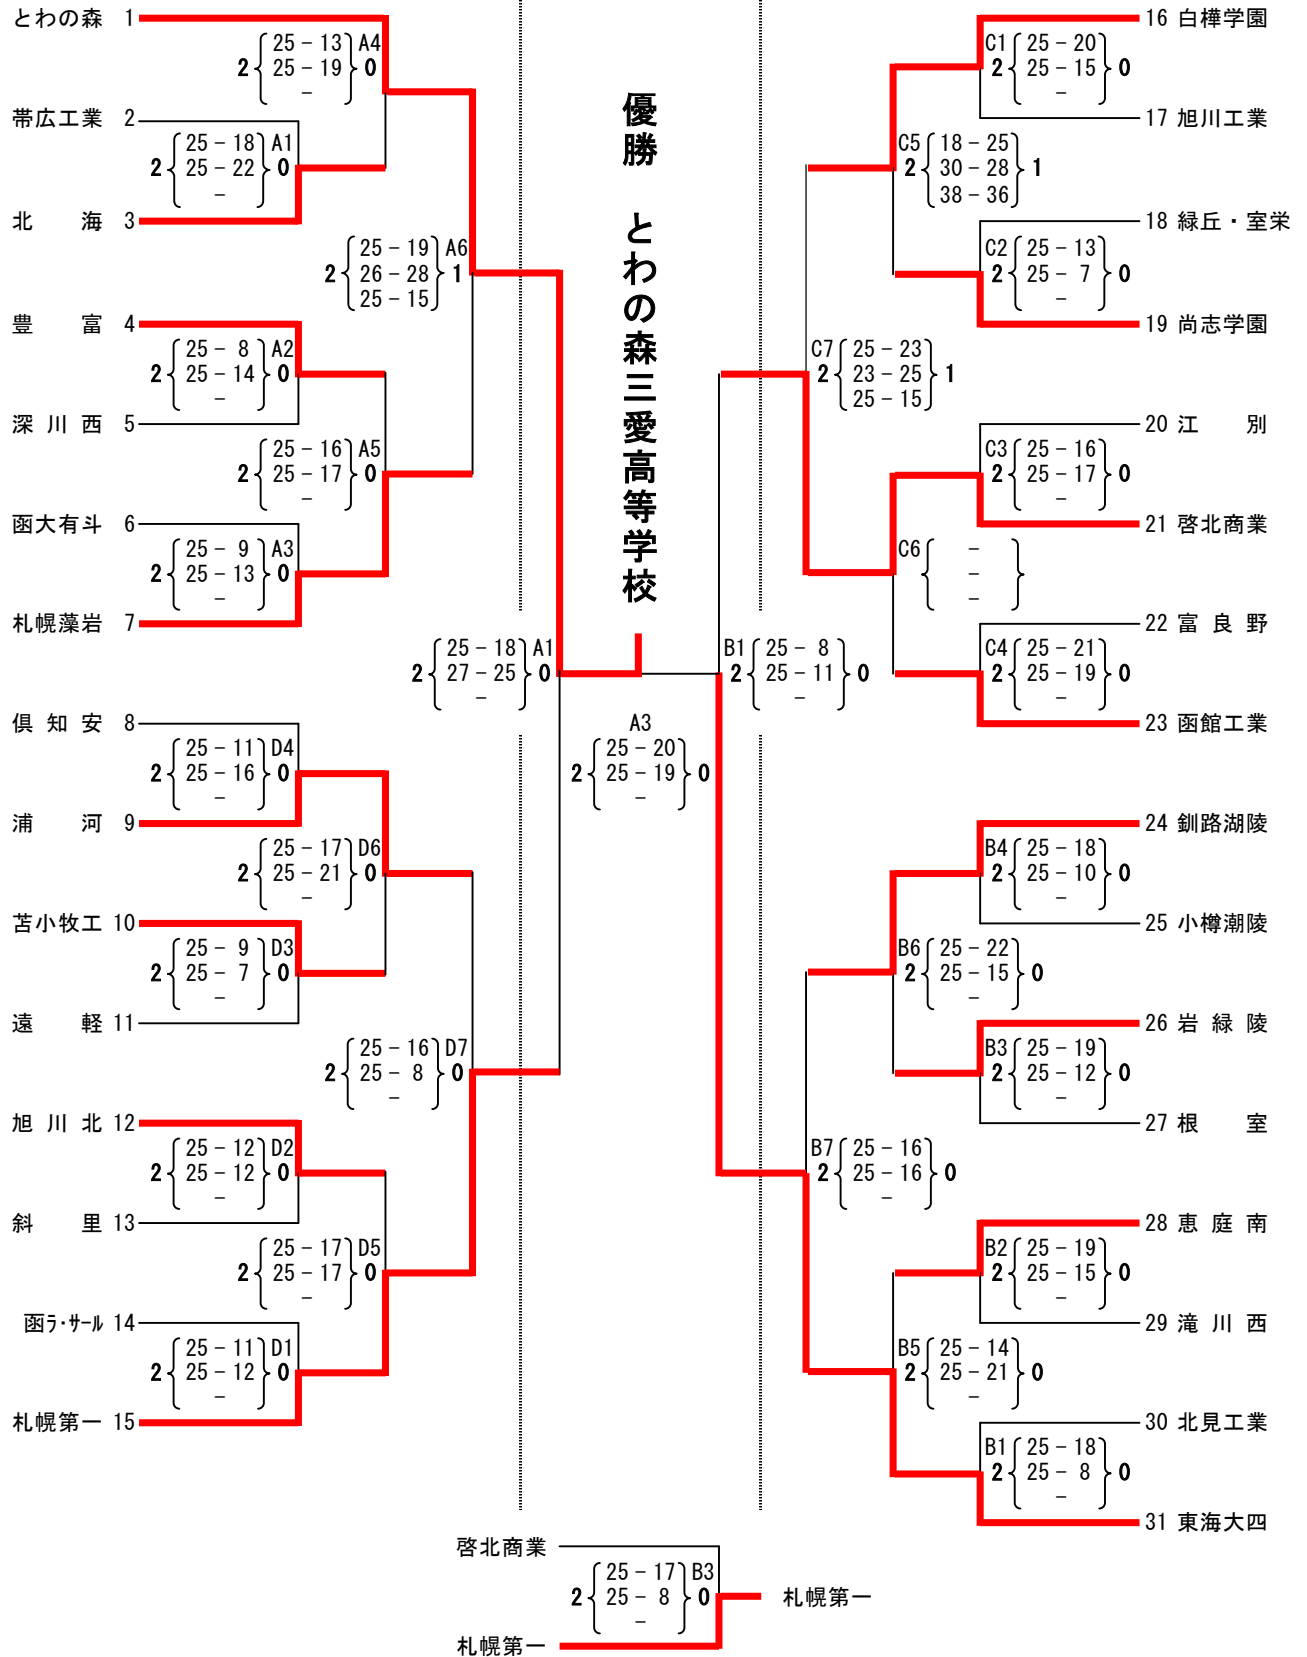 優勝　とわの森三愛高等学校
とわの森 1
25 － 13 A4
2 25 － 19 0
－
帯広工業 2
25 － 18 A1
2 25 － 22 0
－
北　海 3
25 － 19 A6
2 26 － 28 1
25 － 15
豊　富 4
25 － 8 A2
2 25 － 14 0
－
深川西 5
25 － 16 A5
2 25 － 17 0
－
函大有斗 6
25 － 9 A3
2 25 － 13 0
－
札幌藻岩 7
25 － 18 A1
2 27 － 25 0
－
倶知安 8
25 － 11 D4
2 25 － 16 0
－
浦　河 9
25 － 17 D6
2 25 － 21 0
－
苫小牧工 10
25 － 9 D3
2 25 － 7 0
－
遠　軽 11
25 － 16 D7
2 25 － 8 0
－
旭川北 12
25 － 12 D2
2 25 － 12 0
－
斜　里 13
25 － 17 D5
2 25 － 17 0
－
函ﾗ･ｻｰﾙ 14
25 － 11 D1
2 25 － 12 0
－
札幌第一 15
A3
25 － 20
2 25 － 19 0
－
16 白樺学園
C1 25 － 20
2 25 － 15 0
－
17 旭川工業
C5 18 － 25
2 30 － 28 1
38 － 36
18 緑丘・室栄
C2 25 － 13
2 25 － 7 0
－
19 尚志学園
C7 25 － 23
2 23 － 25 1
25 － 15
20 江　別
C3 25 － 16
2 25 － 17 0
－
21 啓北商業
C6 －
－
－
22 富良野
C4 25 － 21
2 25 － 19 0
－
23 函館工業
B1 25 － 8
2 25 － 11 0
－
24 釧路湖陵
B4 25 － 18
2 25 － 10 0
－
25 小樽潮陵
B6 25 － 22
2 25 － 15 0
－
26 岩緑陵
B3 25 － 19
2 25 － 12 0
－
27 根　室
B7 25 － 16
2 25 － 16 0
－
28 恵庭南
B2 25 － 19
2 25 － 15 0
－
29 滝川西
B5 25 － 14
2 25 － 21 0
－
30 北見工業
B1 25 － 18
2 25 － 8 0
－
31 東海大四
啓北商業
25 － 17 B3
2 25 － 8 0
－
札幌第一
札幌第一